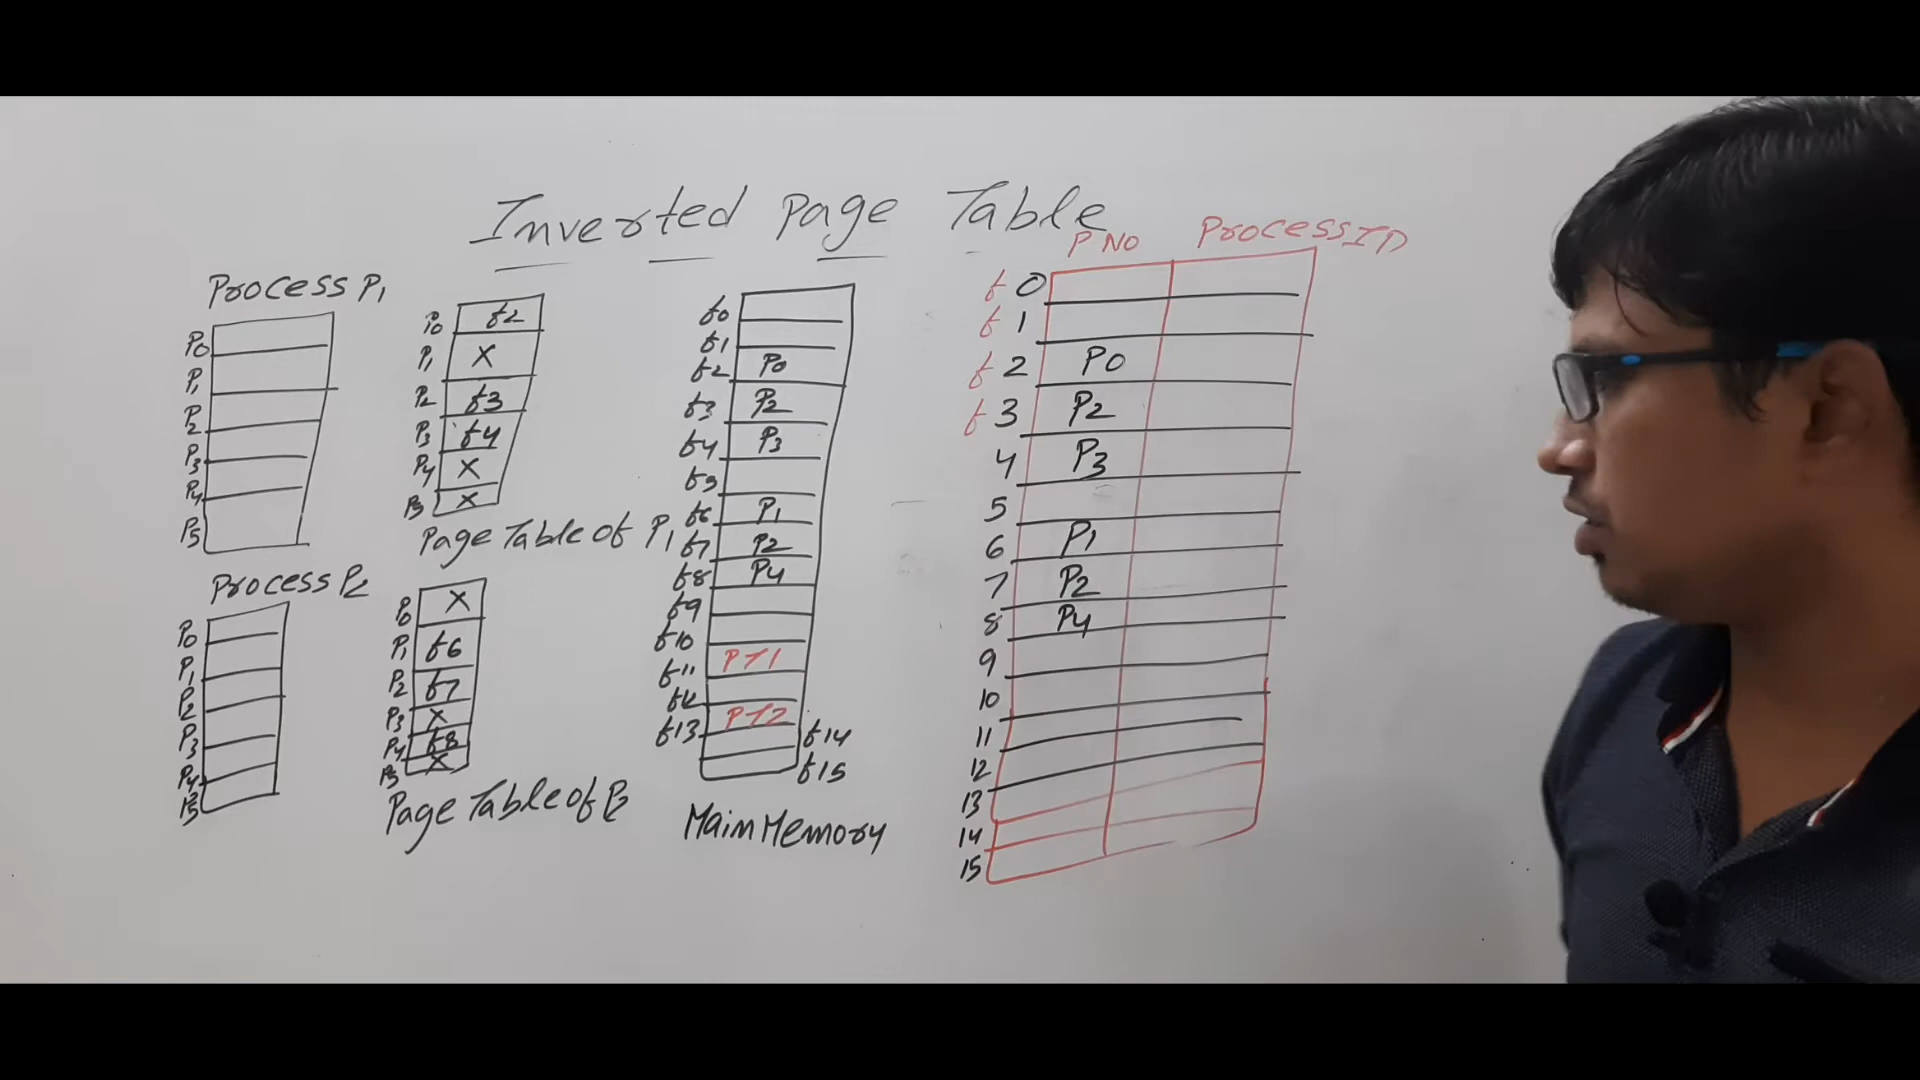 Inverted Page Table
Process P1
P0
P1
P2
P3
P4
P5
P0 f2
P1 X
P2 f3
P3 f4
P4 X
P5 X
Page Table of P1
Process P2
P0
P1
P2
P3
P4
P5
P0 X
P1 f6
P2 f7
P3 X
P4 f8
P5 X
Page Table of P2
f0
f1
f2 P0
f3 P2
f4 P3
f5
f6 P1
f7 P2
f8 P4
f9
f10
f11 PT1
f12
f13 PT2
f14
f15
Main Memory
P NO Process ID
f 0
f 1
f 2 P0
f 3 P2
4 P3
5
6 P1
7 P2
8 P4
9
10
11
12
13
14
15